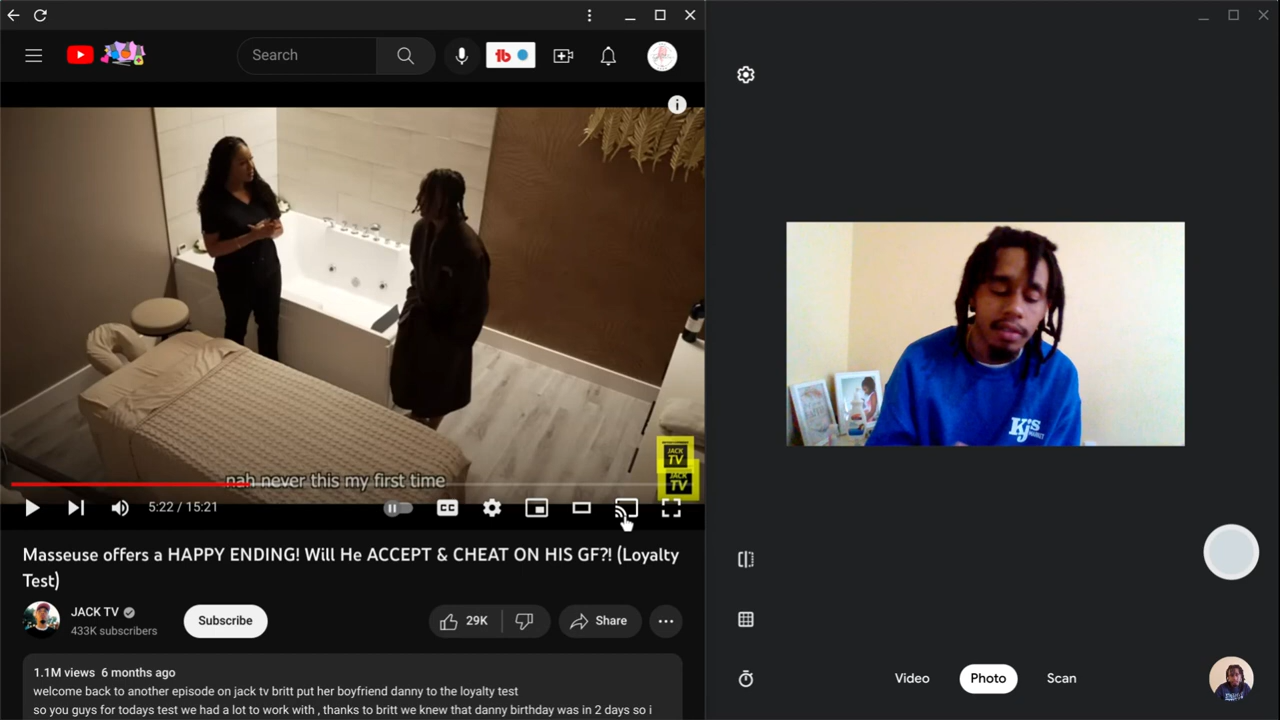 Search
nah never this my first time
JACK
TV
JACK
TV
5:22 / 15:21
CC
Masseuse offers a HAPPY ENDING! Will He ACCEPT & CHEAT ON HIS GF?! (Loyalty
Test)
JACK TV
433K subscribers
Subscribe
29K
Share
1.1M views 6 months ago
welcome back to another episode on jack tv britt put her boyfriend danny to the loyalty test
so you guys for todays test we had a lot to work with , thanks to britt we knew that danny birthday was in 2 days so i
Kj's
MARKET
Video
Photo
Scan